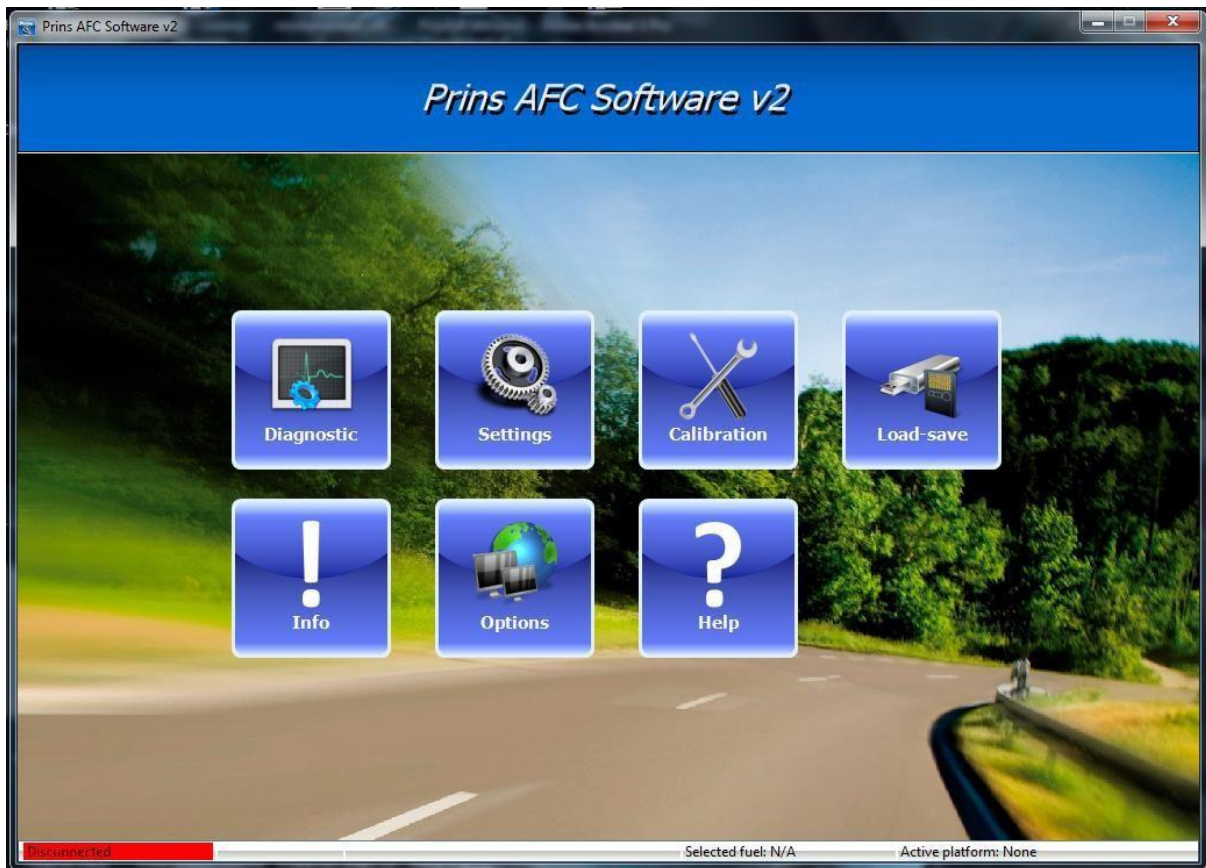 Prins AFC Software v2
Prins AFC Software v2
Diagnostic
Settings
Calibration
Load-save
!
Info
Options
?
Help
Disconnected
Selected fuel: N/A
Active platform: None